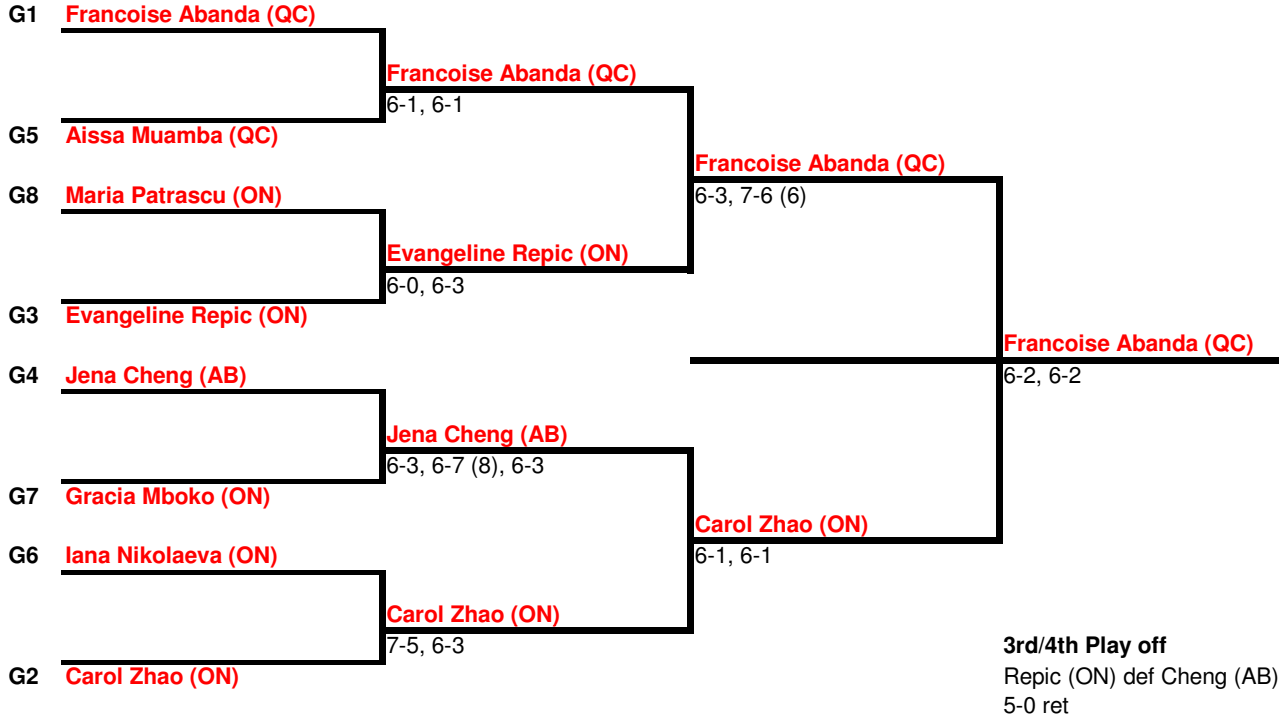 G1 Francoise Abanda (QC)
Francoise Abanda (QC)
6-1, 6-1
G5 Aissa Muamba (QC)
Francoise Abanda (QC)
6-3, 7-6 (6)
G8 Maria Patrascu (ON)
Evangeline Repic (ON)
6-0, 6-3
G3 Evangeline Repic (ON)
Francoise Abanda (QC)
6-2, 6-2
G4 Jena Cheng (AB)
Jena Cheng (AB)
6-3, 6-7 (8), 6-3
G7 Gracia Mboko (ON)
Carol Zhao (ON)
6-1, 6-1
G6 Iana Nikolaeva (ON)
Carol Zhao (ON)
7-5, 6-3
G2 Carol Zhao (ON)
3rd/4th Play off
Repic (ON) def Cheng (AB)
5-0 ret